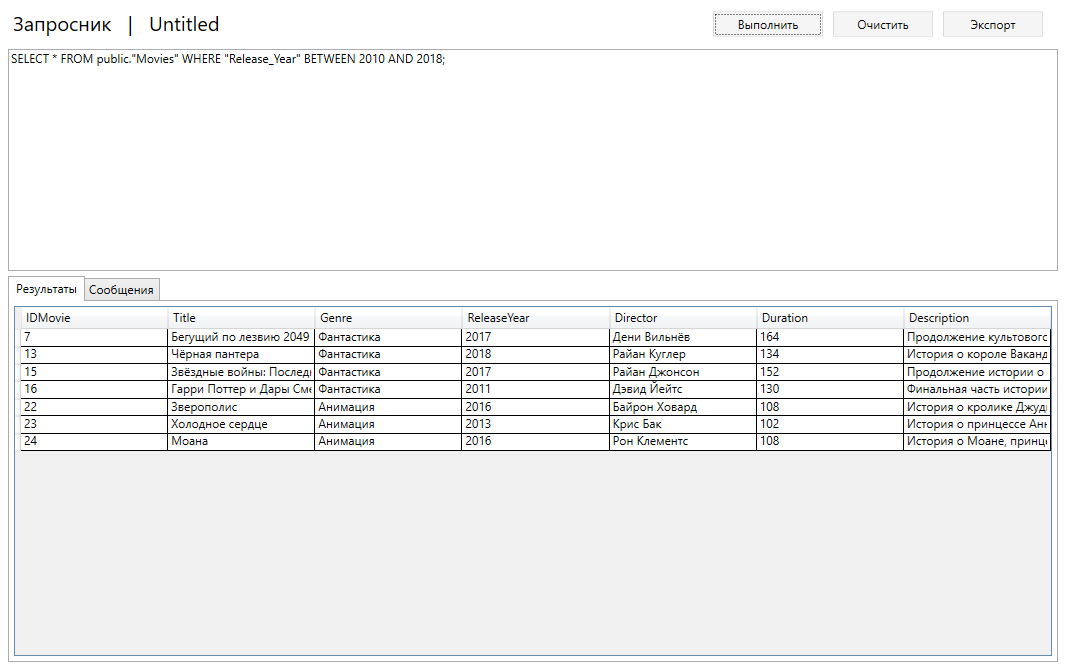 Запросник | Untitled Выполнить Очистить Экспорт
SELECT * FROM public."Movies" WHERE "Release_Year" BETWEEN 2010 AND 2018;
Результаты Сообщения
IDMovie Title Genre ReleaseYear Director Duration Description
7 Бегущий по лезвию 2049 Фантастика 2017 Дени Вильнёв 164 Продолжение культового
13 Чёрная пантера Фантастика 2018 Райан Куглер 134 История о короле Ваканд
15 Звёздные войны: Последн Фантастика 2017 Райан Джонсон 152 Продолжение истории о
16 Гарри Поттер и Дары Сме Фантастика 2011 Дэвид Йейтс 130 Финальная часть истории
22 Зверополис Анимация 2016 Байрон Ховард 108 История о кролике Джуди
23 Холодное сердце Анимация 2013 Крис Бак 102 История о принцессе Анн
24 Моана Анимация 2016 Рон Клементс 108 История о Моане, принце